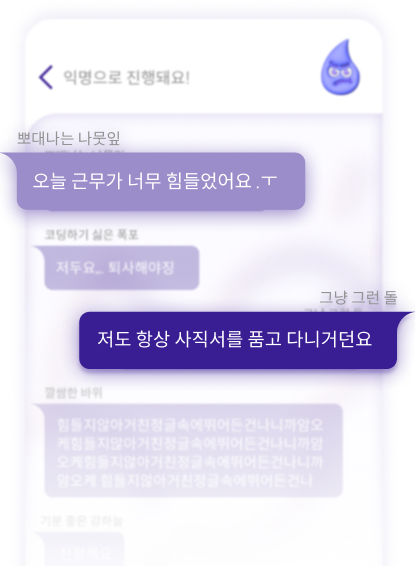 익명으로 진행돼요!
뽀대나는 나뭇잎
오늘 근무가 너무 힘들었어요 .ㅜ
코딩하기 싫은 폭포
저두요,,, 퇴사해야징
그냥 그런 돌
저도 항상 사직서를 품고 다니거던요
깔쌈한 바위
힘들지않아거친정글속에뛰어든건나니까암오
케힘들지않아거친정글속에뛰어든건나니까암
오케힘들지않아거친정글속에뛰어든건나니까
암오케 힘들지않아거친정글속에뛰어든건나니
기분 좋은 강하늘